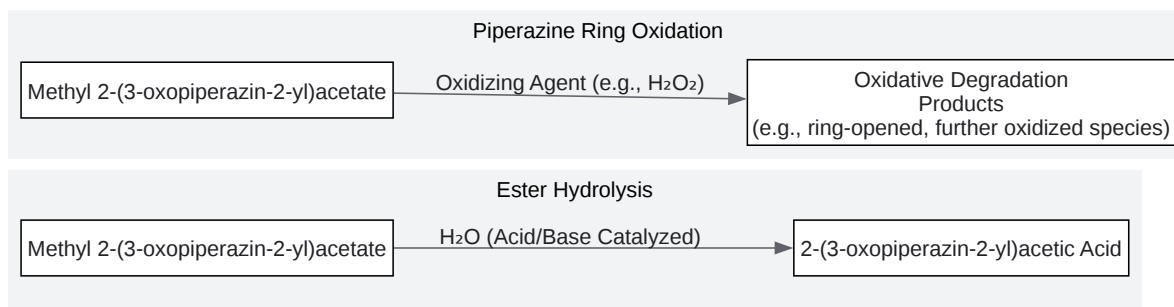 Piperazine Ring Oxidation
Methyl 2-(3-oxopiperazin-2-yl)acetate
Oxidizing Agent (e.g., H₂O₂)
Oxidative Degradation
Products
(e.g., ring-opened, further oxidized species)
Ester Hydrolysis
Methyl 2-(3-oxopiperazin-2-yl)acetate
H₂O (Acid/Base Catalyzed)
2-(3-oxopiperazin-2-yl)acetic Acid